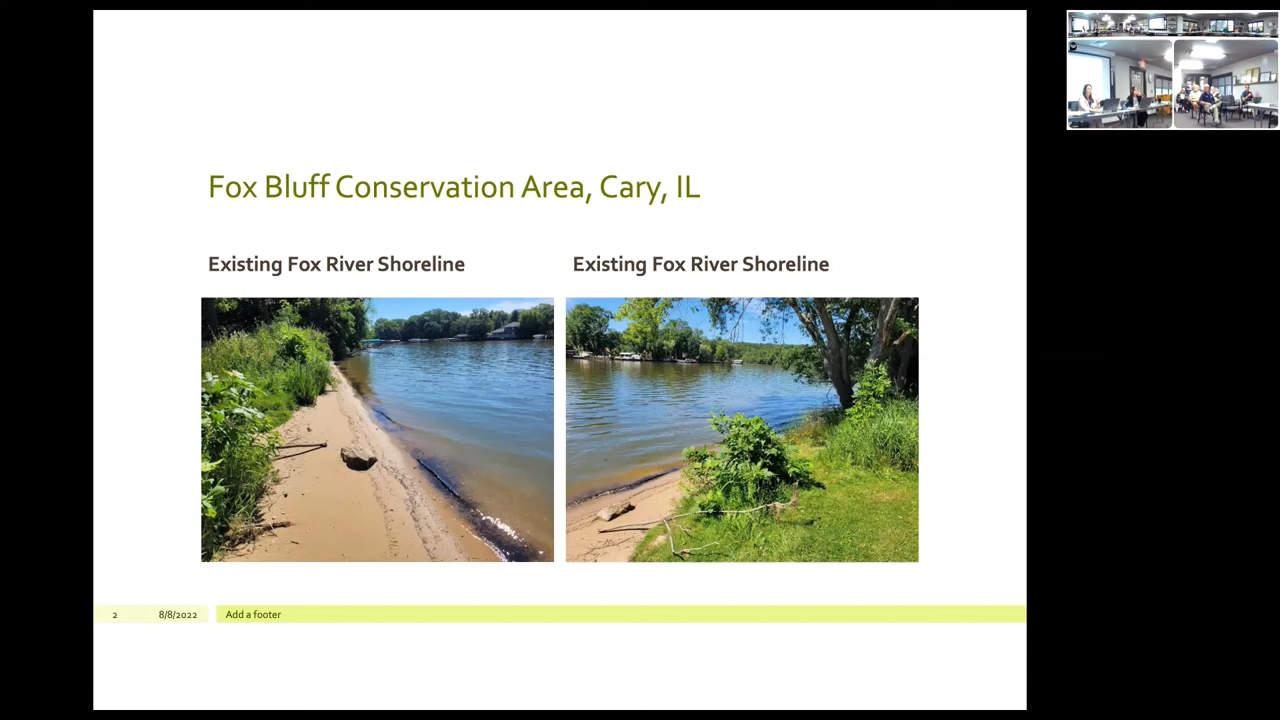 Fox Bluff Conservation Area, Cary, IL
Existing Fox River Shoreline
Existing Fox River Shoreline
2
8/8/2022
Add a footer